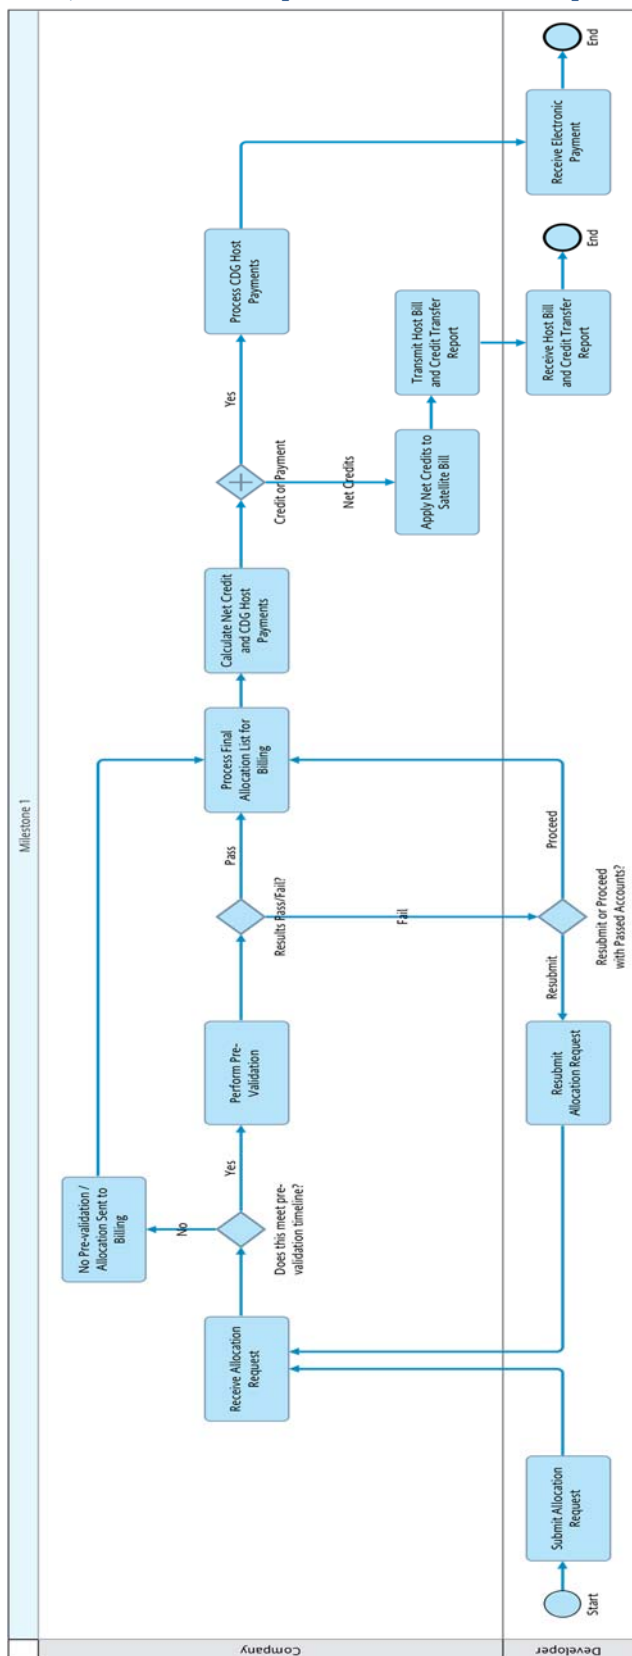 Milestone 1
Company
Developer
Start
Submit Allocation
Request
Receive Allocation
Request
Does this meet pre-
validation timeline?
No
No Pre-validation /
Allocation Sent to
Billing
Yes
Perform Pre-
Validation
Results Pass/Fail?
Pass
Fail
Resubmit or Proceed
with Passed Accounts?
Resubmit
Resubmit
Allocation Request
Proceed
Process Final
Allocation List for
Billing
Calculate Net Credit
and CDG Host
Payments
Credit or Payment
Yes
Process CDG Host
Payments
Net Credits
Apply Net Credits to
Satellite Bill
Transmit Host Bill
and Credit Transfer
Report
Receive Host Bill
and Credit Transfer
Report
End
Receive Electronic
Payment
End